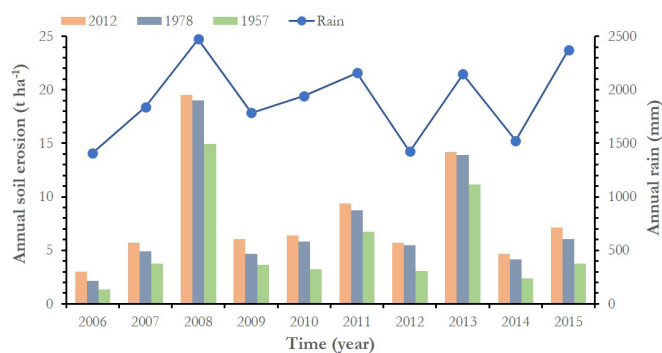 2012 1978 1957 Rain
25 2500
20 2000
15 1500
10 1000
5 500
0 0
Annual soil erosion (t ha-1)
Annual rain (mm)
2006 2007 2008 2009 2010 2011 2012 2013 2014 2015
Time (year)